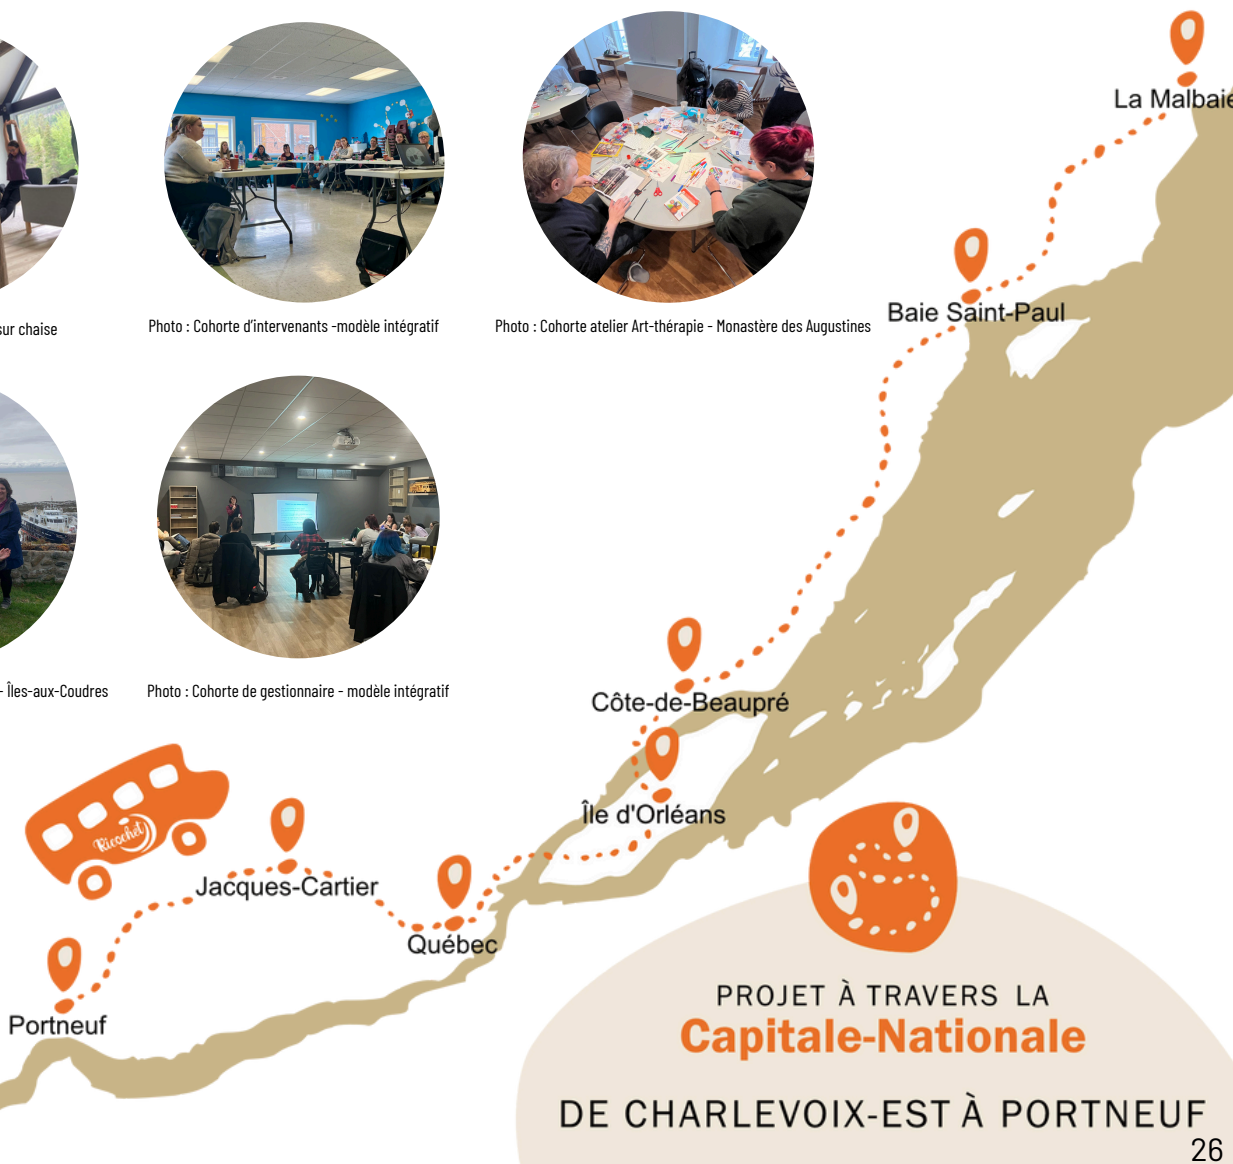 La Malbaie
sur chaise
Photo : Cohorte d'intervenants -modèle intégratif
Photo : Cohorte atelier Art-thérapie - Monastère des Augustines
Baie Saint-Paul
- Îles-aux-Coudres
Photo : Cohorte de gestionnaire - modèle intégratif
Côte-de-Beaupré
Île d'Orléans
Ricochet
Jacques-Cartier
Québec
Portneuf
PROJET À TRAVERS LA
Capitale-Nationale
DE CHARLEVOIX-EST À PORTNEUF
26